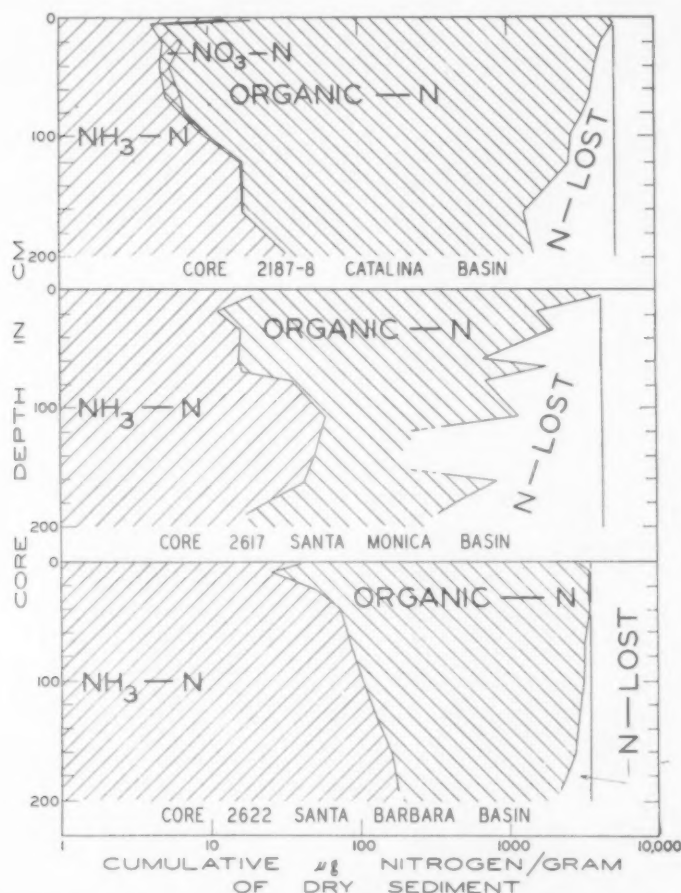 0
NO3—N
ORGANIC — N
NH3—N
100
N—LOST
200
CORE 2187-8 CATALINA BASIN
0
ORGANIC — N
NH3—N
100
N—LOST
200
CORE 2617 SANTA MONICA BASIN
0
ORGANIC — N
NH3—N
100
N—LOST
200
CORE 2622 SANTA BARBARA BASIN
CORE DEPTH IN CM
1 10 100 1000 10,000
CUMULATIVE µg NITROGEN/GRAM
OF DRY SEDIMENT